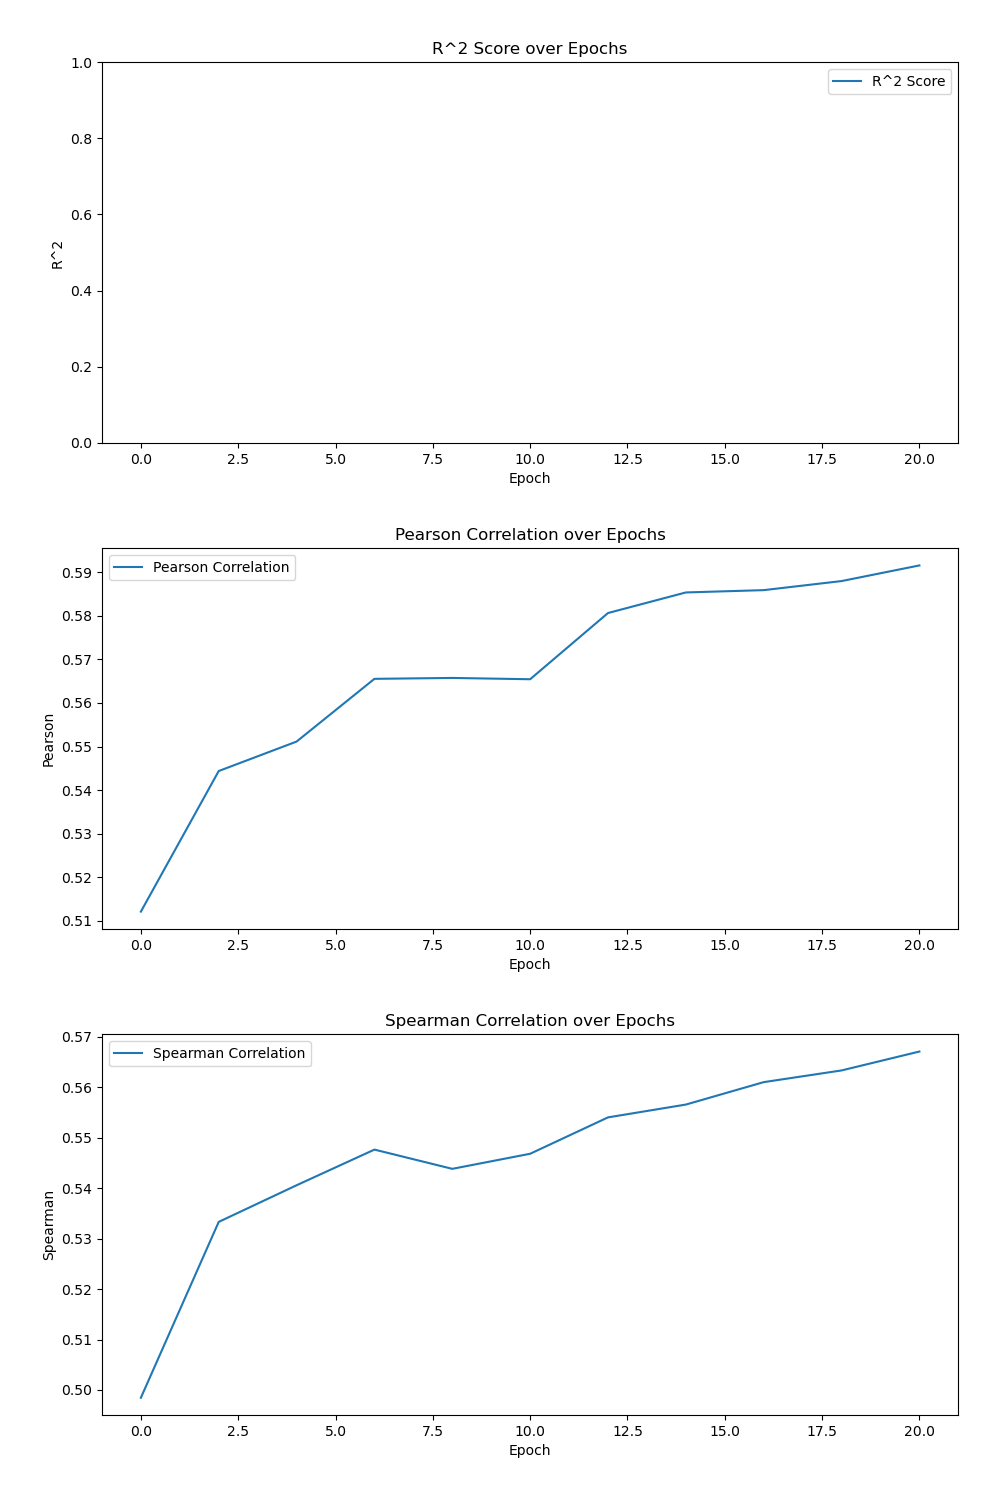 R^2 Score over Epochs
1.0
R^2 Score
0.8
0.6
R^2
0.4
0.2
0.0
0.0 2.5 5.0 7.5 10.0 12.5 15.0 17.5 20.0
Epoch
Pearson Correlation over Epochs
Pearson Correlation
0.59
0.58
0.57
0.56
Pearson
0.55
0.54
0.53
0.52
0.51
0.0 2.5 5.0 7.5 10.0 12.5 15.0 17.5 20.0
Epoch
Spearman Correlation over Epochs
0.57
Spearman Correlation
0.56
0.55
0.54
Spearman
0.53
0.52
0.51
0.50
0.0 2.5 5.0 7.5 10.0 12.5 15.0 17.5 20.0
Epoch